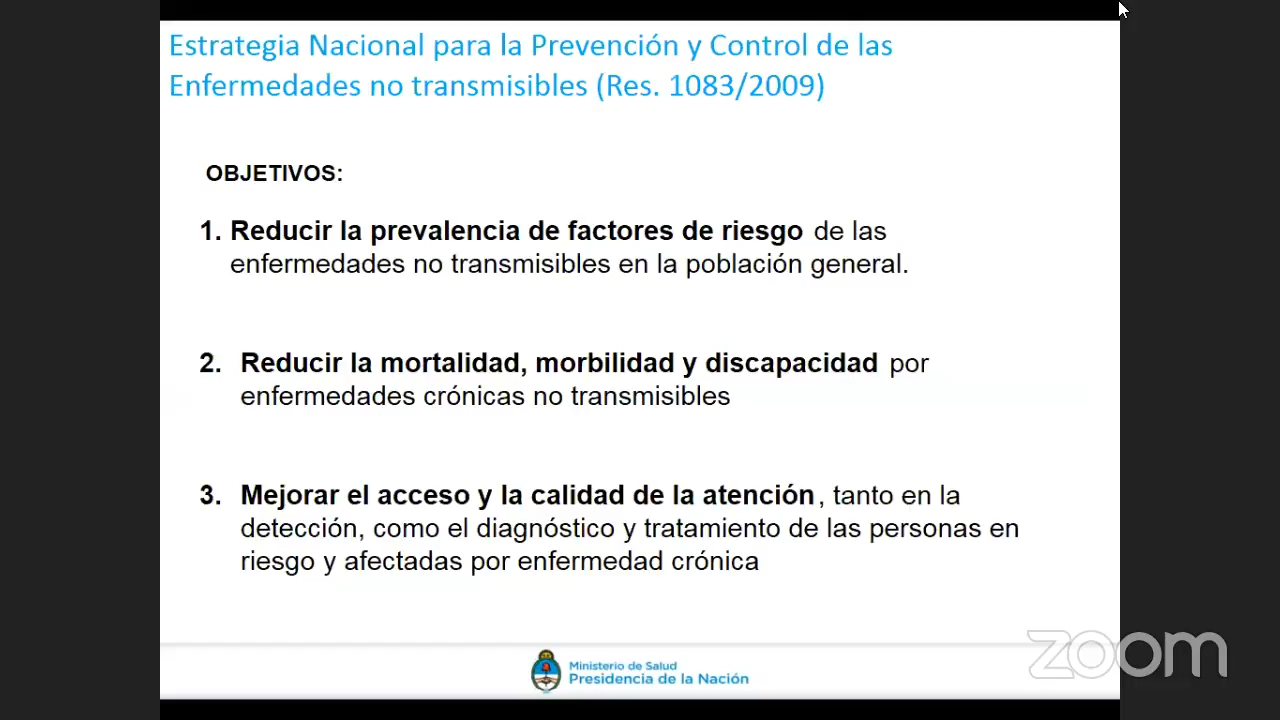 Estrategia Nacional para la Prevención y Control de las
Enfermedades no transmisibles (Res. 1083/2009)
OBJETIVOS:
1. Reducir la prevalencia de factores de riesgo de las
enfermedades no transmisibles en la población general.
2. Reducir la mortalidad, morbilidad y discapacidad por
enfermedades crónicas no transmisibles
3. Mejorar el acceso y la calidad de la atención, tanto en la
detección, como el diagnóstico y tratamiento de las personas en
riesgo y afectadas por enfermedad crónica
Ministerio de Salud
Presidencia de la Nación
zoom